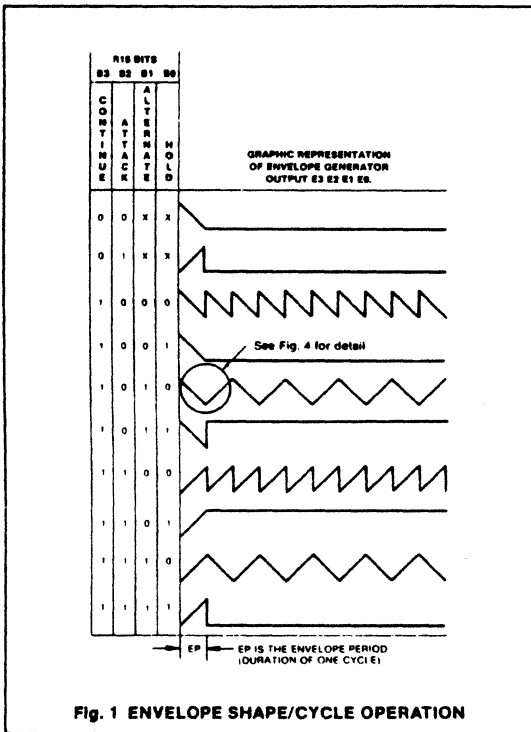 R15 BITS
B3 B2 B1 B0
CONTINUE
ATTACK
ALTERNATE
HOLD
GRAPHIC REPRESENTATION
OF ENVELOPE GENERATOR
OUTPUT E3 E2 E1 E0.
0 0 X X
0 1 X X
1 0 0 0
1 0 0 1
See Fig. 4 for detail
1 0 1 0
1 0 1 1
1 1 0 0
1 1 0 1
1 1 1 0
1 1 1 1
EP
EP IS THE ENVELOPE PERIOD
(DURATION OF ONE CYCLE)
Fig. 1 ENVELOPE SHAPE/CYCLE OPERATION